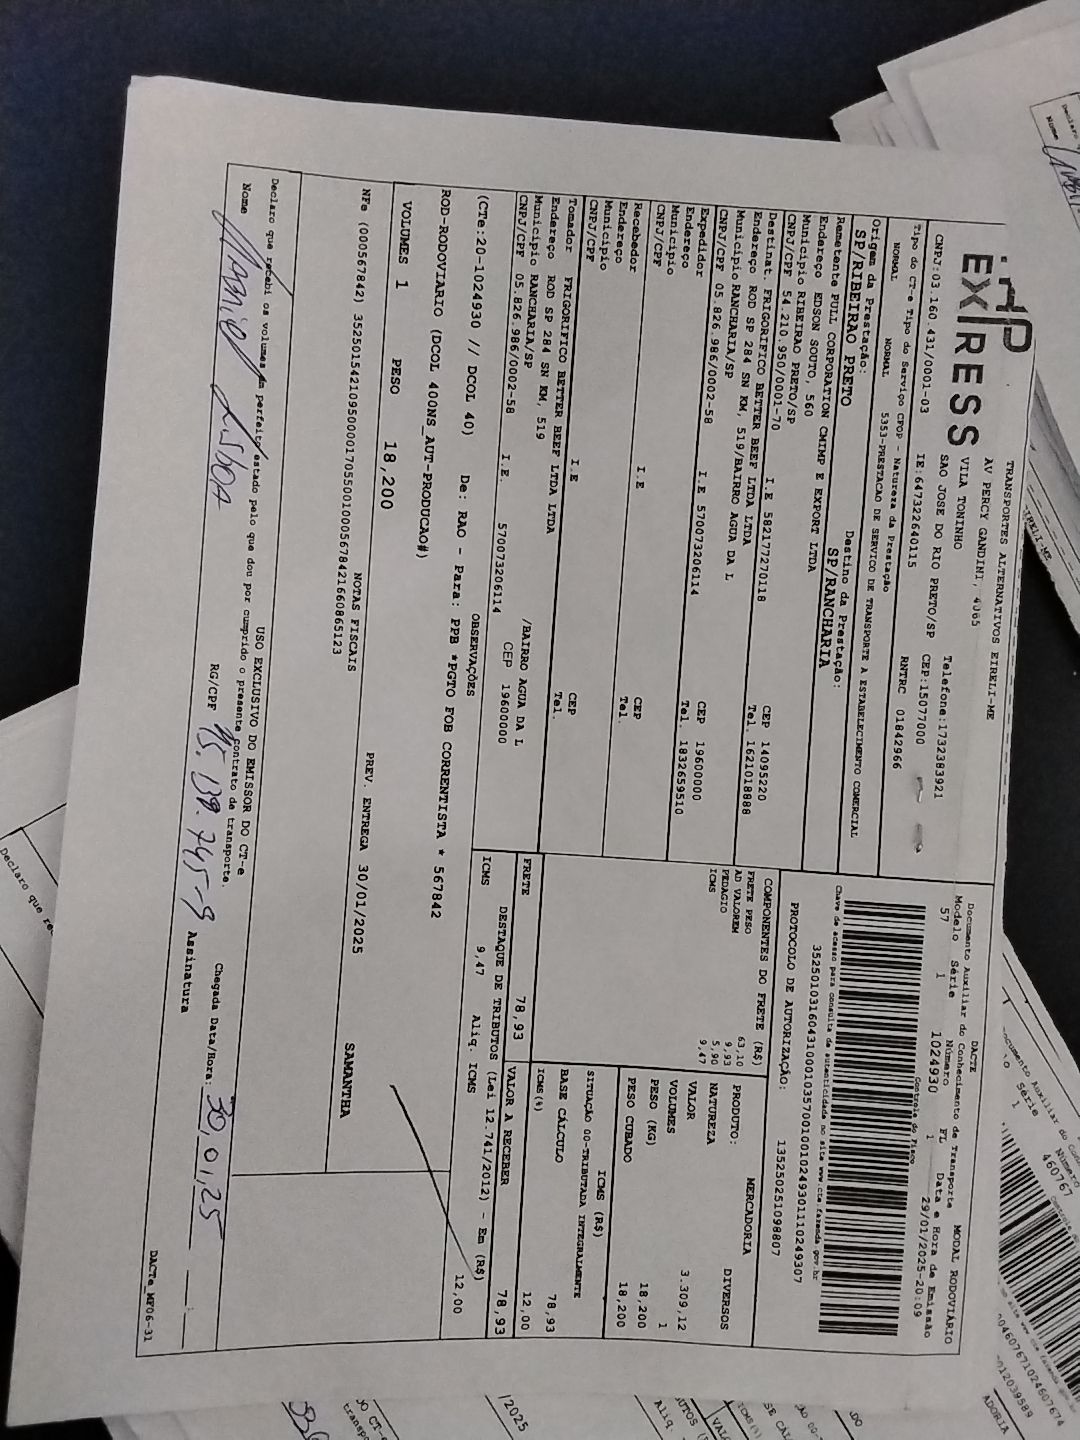 EXPRESS
TRANSPORTES ALTERNATIVOS EIRELI-ME
AV PERCY GANDINI, 4065
VILA TONINHO
SAO JOSE DO RIO PRETO/SP CEP:15077000
Telefone:1732383921
CNPJ:03.160.431/0001-03 IE:647322640115 RNTRC 01842966
Tipo do CT-e Tipo do Serviço CFOP - Natureza da Prestação
NORMAL NORMAL 5353-PRESTACAO DE SERVICO DE TRANSPORTE A ESTABELECIMENTO COMERCIAL
Origem da Prestação: Destino da Prestação:
SP/RIBEIRAO PRETO SP/RANCHARIA
Remetente FULL CORPORATION CMIMP E EXPORT LTDA
Endereço EDSON SOUTO, 560
Município RIBEIRAO PRETO/SP CEP 14095220
CNPJ/CPF 54.210.950/0001-70 I.E 582177270118 Tel. 1621018888
Destinat. FRIGORIFICO BETTER BEEF LTDA LTDA
Endereço ROD SP 284 SN KM, 519/BAIRRO AGUA DA L
Município RANCHARIA/SP CEP 19600000
CNPJ/CPF 05.826.986/0002-58 I.E 570073206114 Tel. 1832659510
Expedidor
Endereço
Município CEP
CNPJ/CPF I.E Tel.
Recebedor
Endereço
Município CEP
CNPJ/CPF I.E Tel.
Tomador FRIGORIFICO BETTER BEEF LTDA LTDA
Endereço ROD SP 284 SN KM, 519 /BAIRRO AGUA DA L
Município RANCHARIA/SP CEP 19600000
CNPJ/CPF 05.826.986/0002-58 I.E. 570073206114
OBSERVAÇÕES
(CTe:20-1024930 // DCOL 40) De: RAO - Para: PPB *PGTO FOB CORRENTISTA * 567842
ROD-RODOVIARIO (DCOL 400NS_AUT-PRODUCAO#)
VOLUMES 1 PESO 18,200 PREV. ENTREGA 30/01/2025 SAMANTHA
NOTAS FISCAIS
NFe (000567842) 35250154210950000170550010005678421660865123
USO EXCLUSIVO DO EMISSOR DO CT-e
Declaro que recebi os volumes em perfeito estado pelo que dou por cumprido o presente contrato de transporte.
Nome RG/CPF 45.139.745-9 Assinatura Chegada Data/Hora: 30,01,25
DACTe_MF06-31
DACTE
Documento Auxiliar do Conhecimento de Transporte MODAL RODOVIÁRIO
Modelo Série Número FL Data e Hora de Emissão
57 1 1024930 1 29/01/2025-20:09
Controle do Fisco
Chave de acesso para consulta de autenticidade no site www.cte.fazenda.gov.br
35250103160431000103570010010249301110249307
PROTOCOLO DE AUTORIZAÇÃO: 135250251098807
COMPONENTES DO FRETE (R$)
FRETE PESO 63,10
AD VALOREM 9,93
PEDAGIO 5,90
ICMS 9,47
FRETE 78,93
MERCADORIA
PRODUTO: DIVERSOS
NATUREZA
VALOR 3.309,12
VOLUMES 1
PESO (KG) 18,200
PESO CUBADO 18,200
ICMS (R$)
SITUAÇÃO 00-TRIBUTADA INTEGRALMENTE
BASE CÁLCULO 78,93
ICMS(%) 12,00
VALOR A RECEBER 78,93
DESTAQUE DE TRIBUTOS (Lei 12.741/2012) - Em (R$)
ICMS 9,47 Aliq. ICMS 12,00